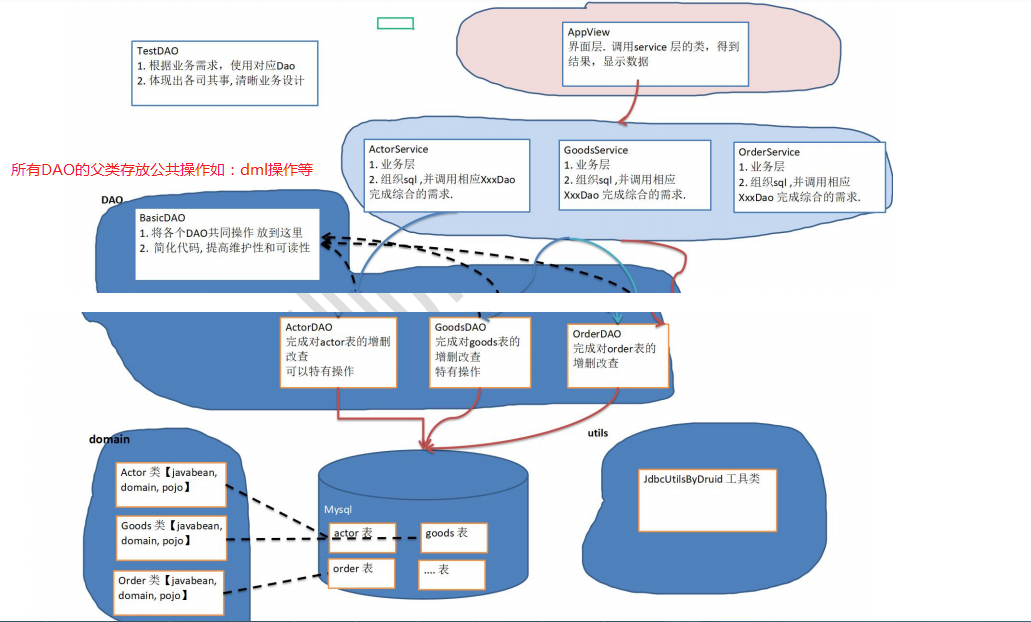 TestDAO
1. 根据业务需求，使用对应Dao
2. 体现出各司其事, 清晰业务设计
AppView
界面层. 调用service 层的类，得到
结果，显示数据
所有DAO的父类存放公共操作如：dml操作等
ActorService
1. 业务层
2. 组织sql ,并调用相应XxxDao
完成综合的需求.
GoodsService
1. 业务层
2. 组织sql ,并调用相应
XxxDao 完成综合的需求.
OrderService
1. 业务层
2. 组织sql ,并调用相应
XxxDao 完成综合的需求.
DAO
BasicDAO
1. 将各个DAO共同操作 放到这里
2. 简化代码, 提高维护性和可读性
ActorDAO
完成对actor表的增删
改查
可以特有操作
GoodsDAO
完成对goods表的
增删改查
特有操作
OrderDAO
完成对order表的
增删改查
domain
Actor 类【javabean,
domain, pojo】
Goods 类【javabean,
domain, pojo】
Order 类【javabean,
domain, pojo】
Mysql
actor 表
goods 表
order 表
.... 表
utils
JdbcUtilsByDruid 工具类